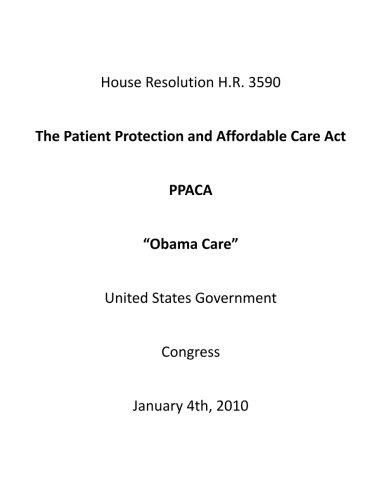 House Resolution H.R. 3590
The Patient Protection and Affordable Care Act
PPACA
“Obama Care”
United States Government
Congress
January 4th, 2010